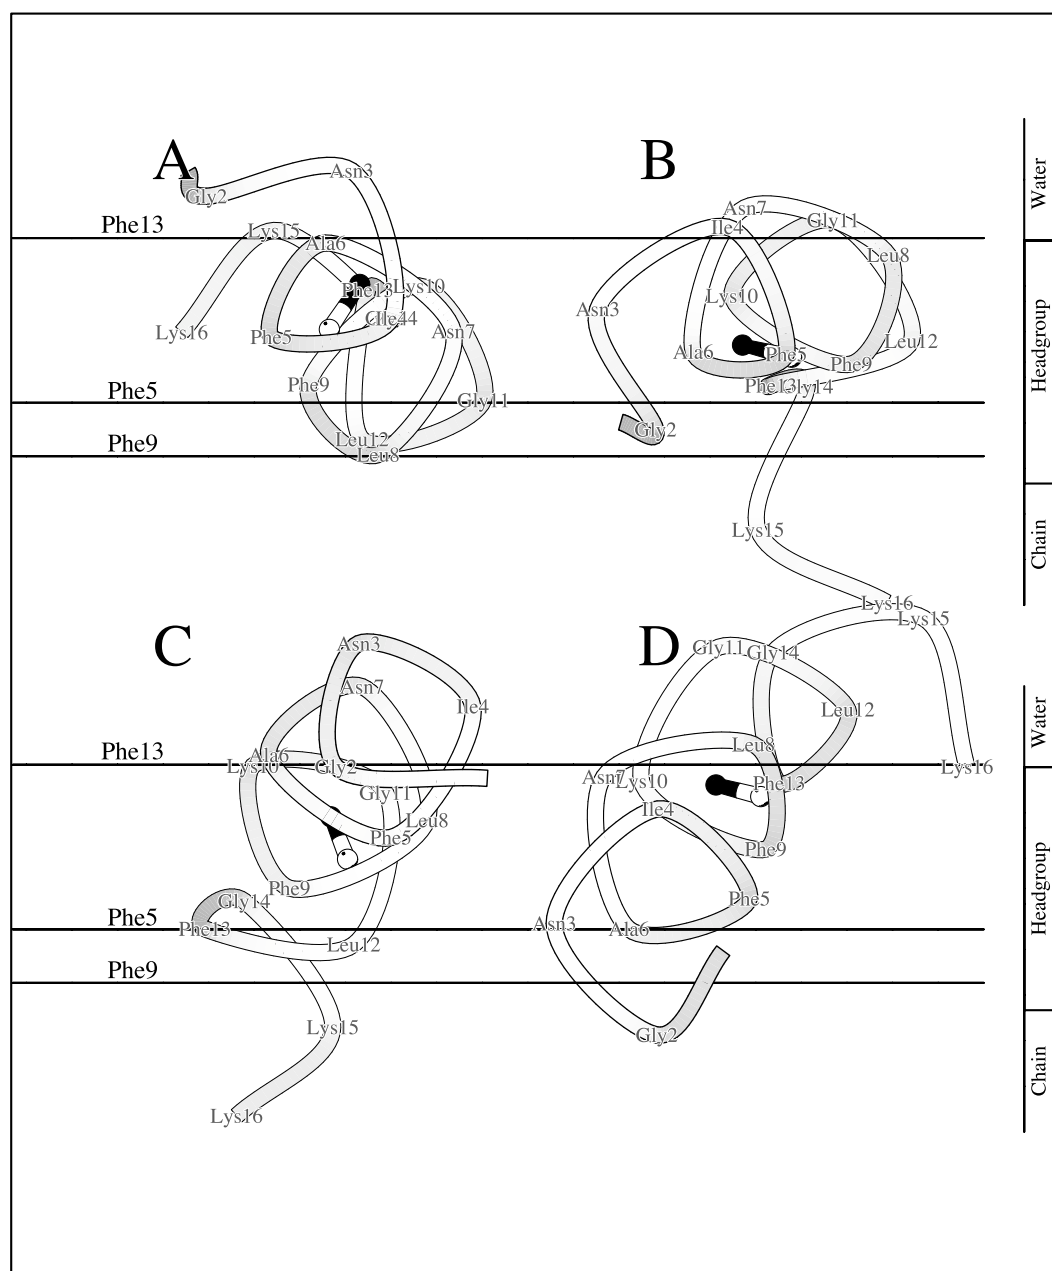 A
B
Water
Asn3
Gly2
Phe13
Lys15
Ala6
Phe13
Lys10
Lys16
Phe5
Asn7
Phe9
Gly11
Phe5
Leu12
Leu8
Phe9
Asn7
Ile4
Gly11
Leu8
Lys10
Asn3
Leu12
Ala6
Phe5
Phe9
Phe13
Gly14
Gly2
Headgroup
Lys15
Chain
Lys16
C
D
Water
Asn3
Asn7
Ile4
Phe13
Ala6
Lys10
Gly2
Gly11
Leu8
Phe5
Phe9
Gly14
Phe5
Phe13
Leu12
Phe9
Lys15
Lys16
Lys15
Gly11
Gly14
Leu12
Leu8
Lys16
Asn7
Lys10
Phe13
Ile4
Phe9
Phe5
Asn3
Ala6
Gly2
Headgroup
Chain